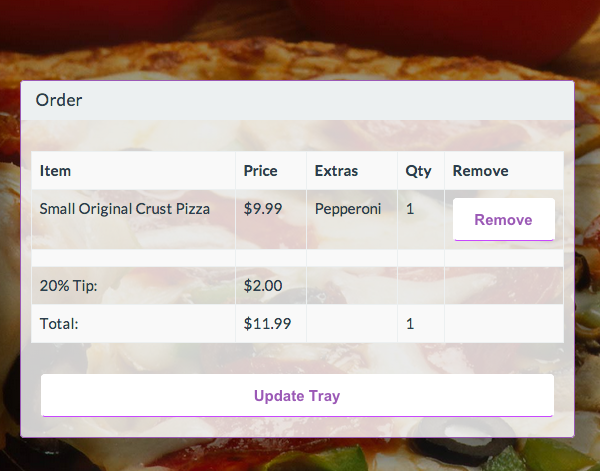 Order
Item Price Extras Qty Remove
Small Original Crust Pizza $9.99 Pepperoni 1 Remove
20% Tip: $2.00
Total: $11.99 1
Update Tray